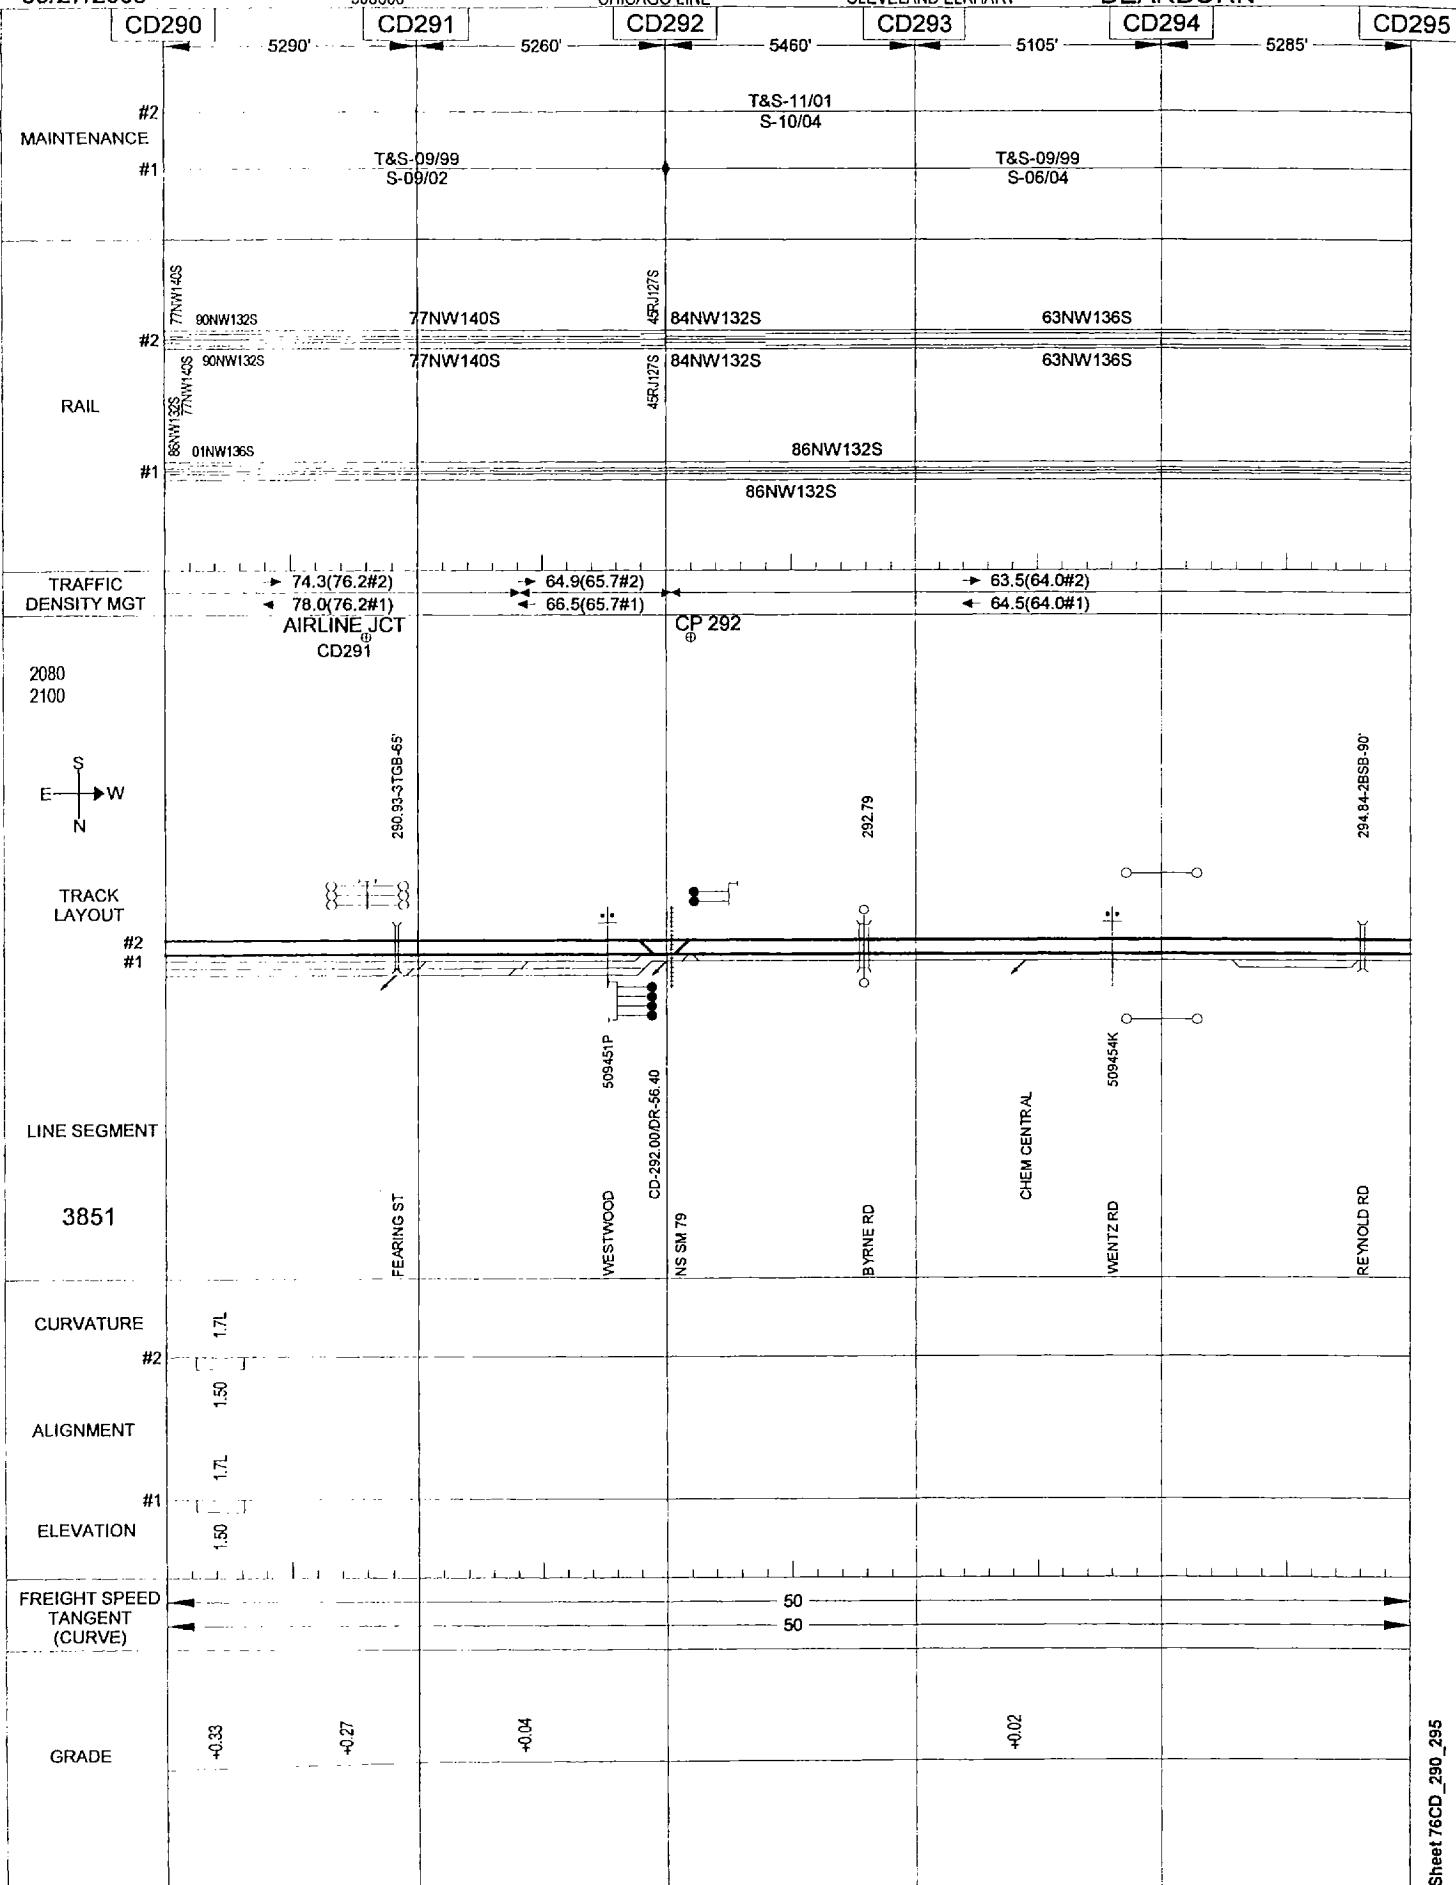 CHICAGO LINE
DEARBORN
CD290 CD291 CD292 CD293 CD294 CD295
5290' 5260' 5460' 5105' 5285'
#2
T&S-11/01
S-10/04
MAINTENANCE
#1
T&S-09/99
S-09/02
T&S-09/99
S-06/04
77NW140S
90NW132S
77NW140S
45RJ127S
84NW132S
63NW136S
#2
90NW132S
77NW140S
77NW140S
45RJ127S
84NW132S
63NW136S
RAIL
86NW132S
01NW136S
86NW132S
#1
86NW132S
TRAFFIC
DENSITY MGT
74.3(76.2#2) 64.9(65.7#2) 63.5(64.0#2)
78.0(76.2#1) 66.5(65.7#1) 64.5(64.0#1)
AIRLINE JCT
CD291
CP 292
2080
2100
S
E W
N
290.93-3TGB-65'
292.79
294.84-2BSB-90'
TRACK
LAYOUT
#2
#1
509451P
CD-292.00/DR-56.40
509454K
CHEM CENTRAL
LINE SEGMENT
3851
FEARING ST
WESTWOOD
NS SM 79
BYRNE RD
WENTZ RD
REYNOLD RD
CURVATURE
1.7L
#2
1.50
ALIGNMENT
1.7L
#1
ELEVATION
1.50
FREIGHT SPEED
TANGENT
(CURVE)
50
50
GRADE
+0.33
+0.27
+0.04
+0.02
Sheet 76CD_290_295